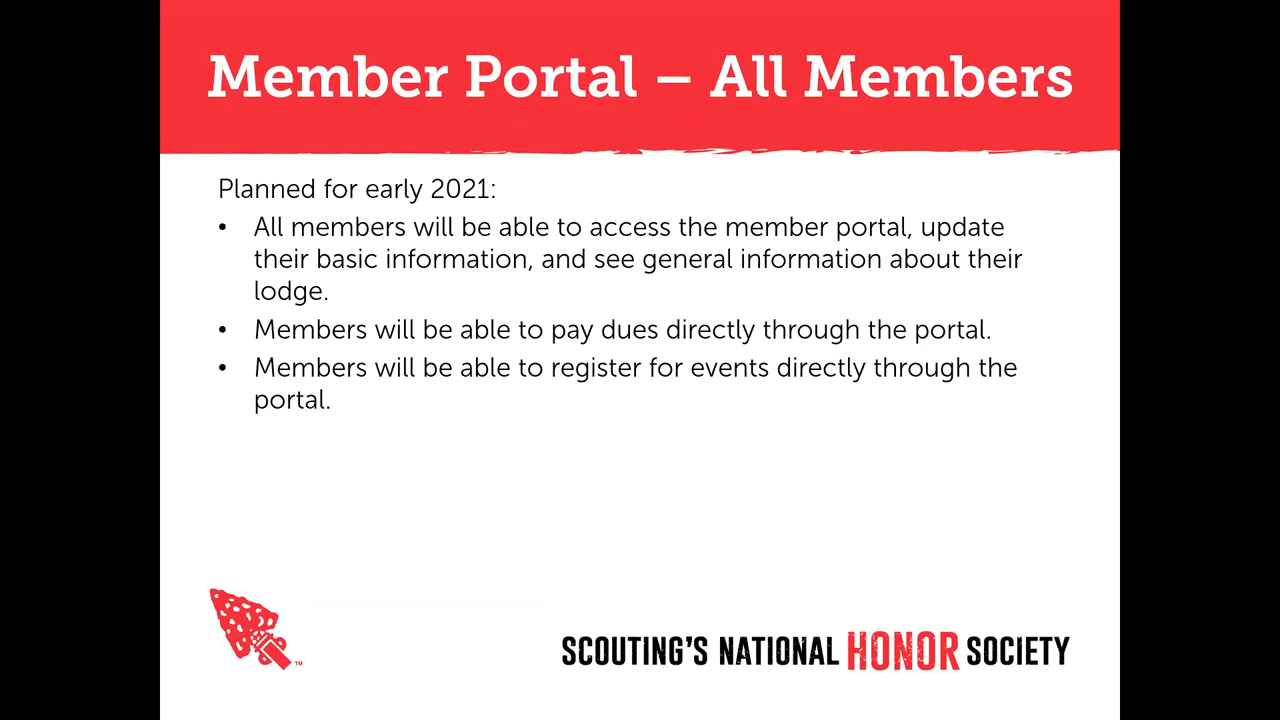 Member Portal – All Members
Planned for early 2021:
• All members will be able to access the member portal, update
their basic information, and see general information about their
lodge.
• Members will be able to pay dues directly through the portal.
• Members will be able to register for events directly through the
portal.
TM
SCOUTING'S NATIONAL HONOR SOCIETY